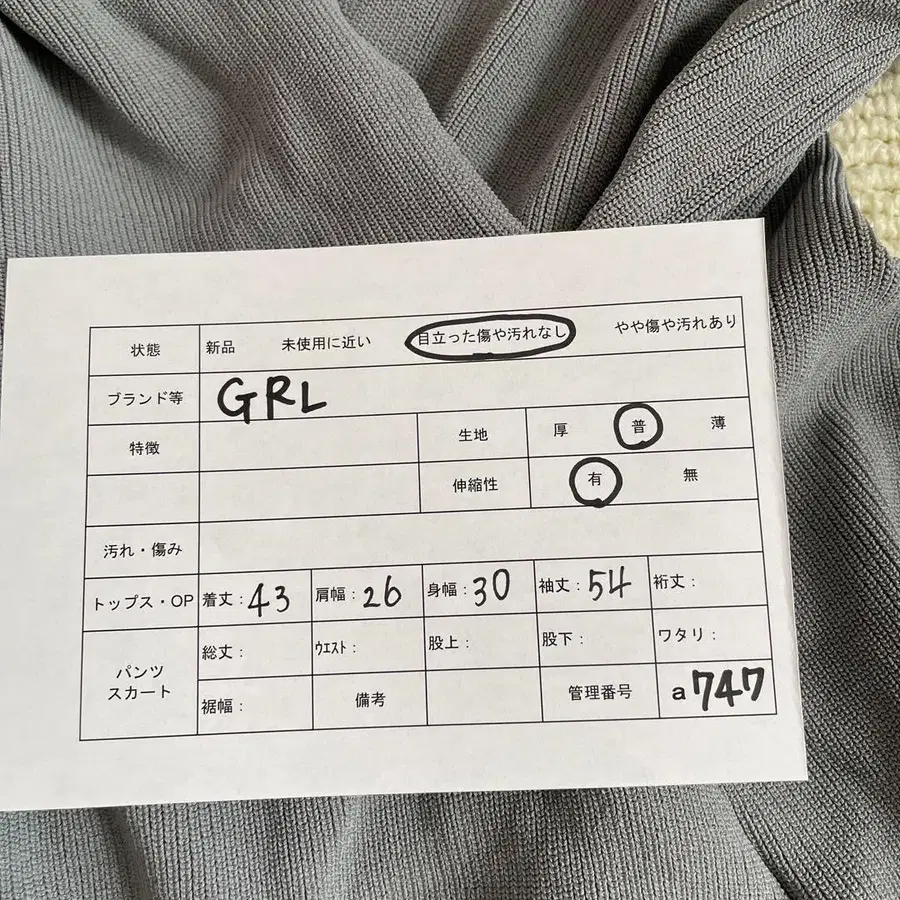 状態 新品 未使用に近い 目立った傷や汚れなし やや傷や汚れあり
ブランド等 GRL
特徴 生地 厚 普 薄
伸縮性 有 無
汚れ・傷み
トップス・OP 着丈:43 肩幅:26 身幅:30 袖丈:54 裄丈:
パンツ
スカート
総丈: ウエスト: 股上: 股下: ワタリ:
裾幅: 備考 管理番号 a747